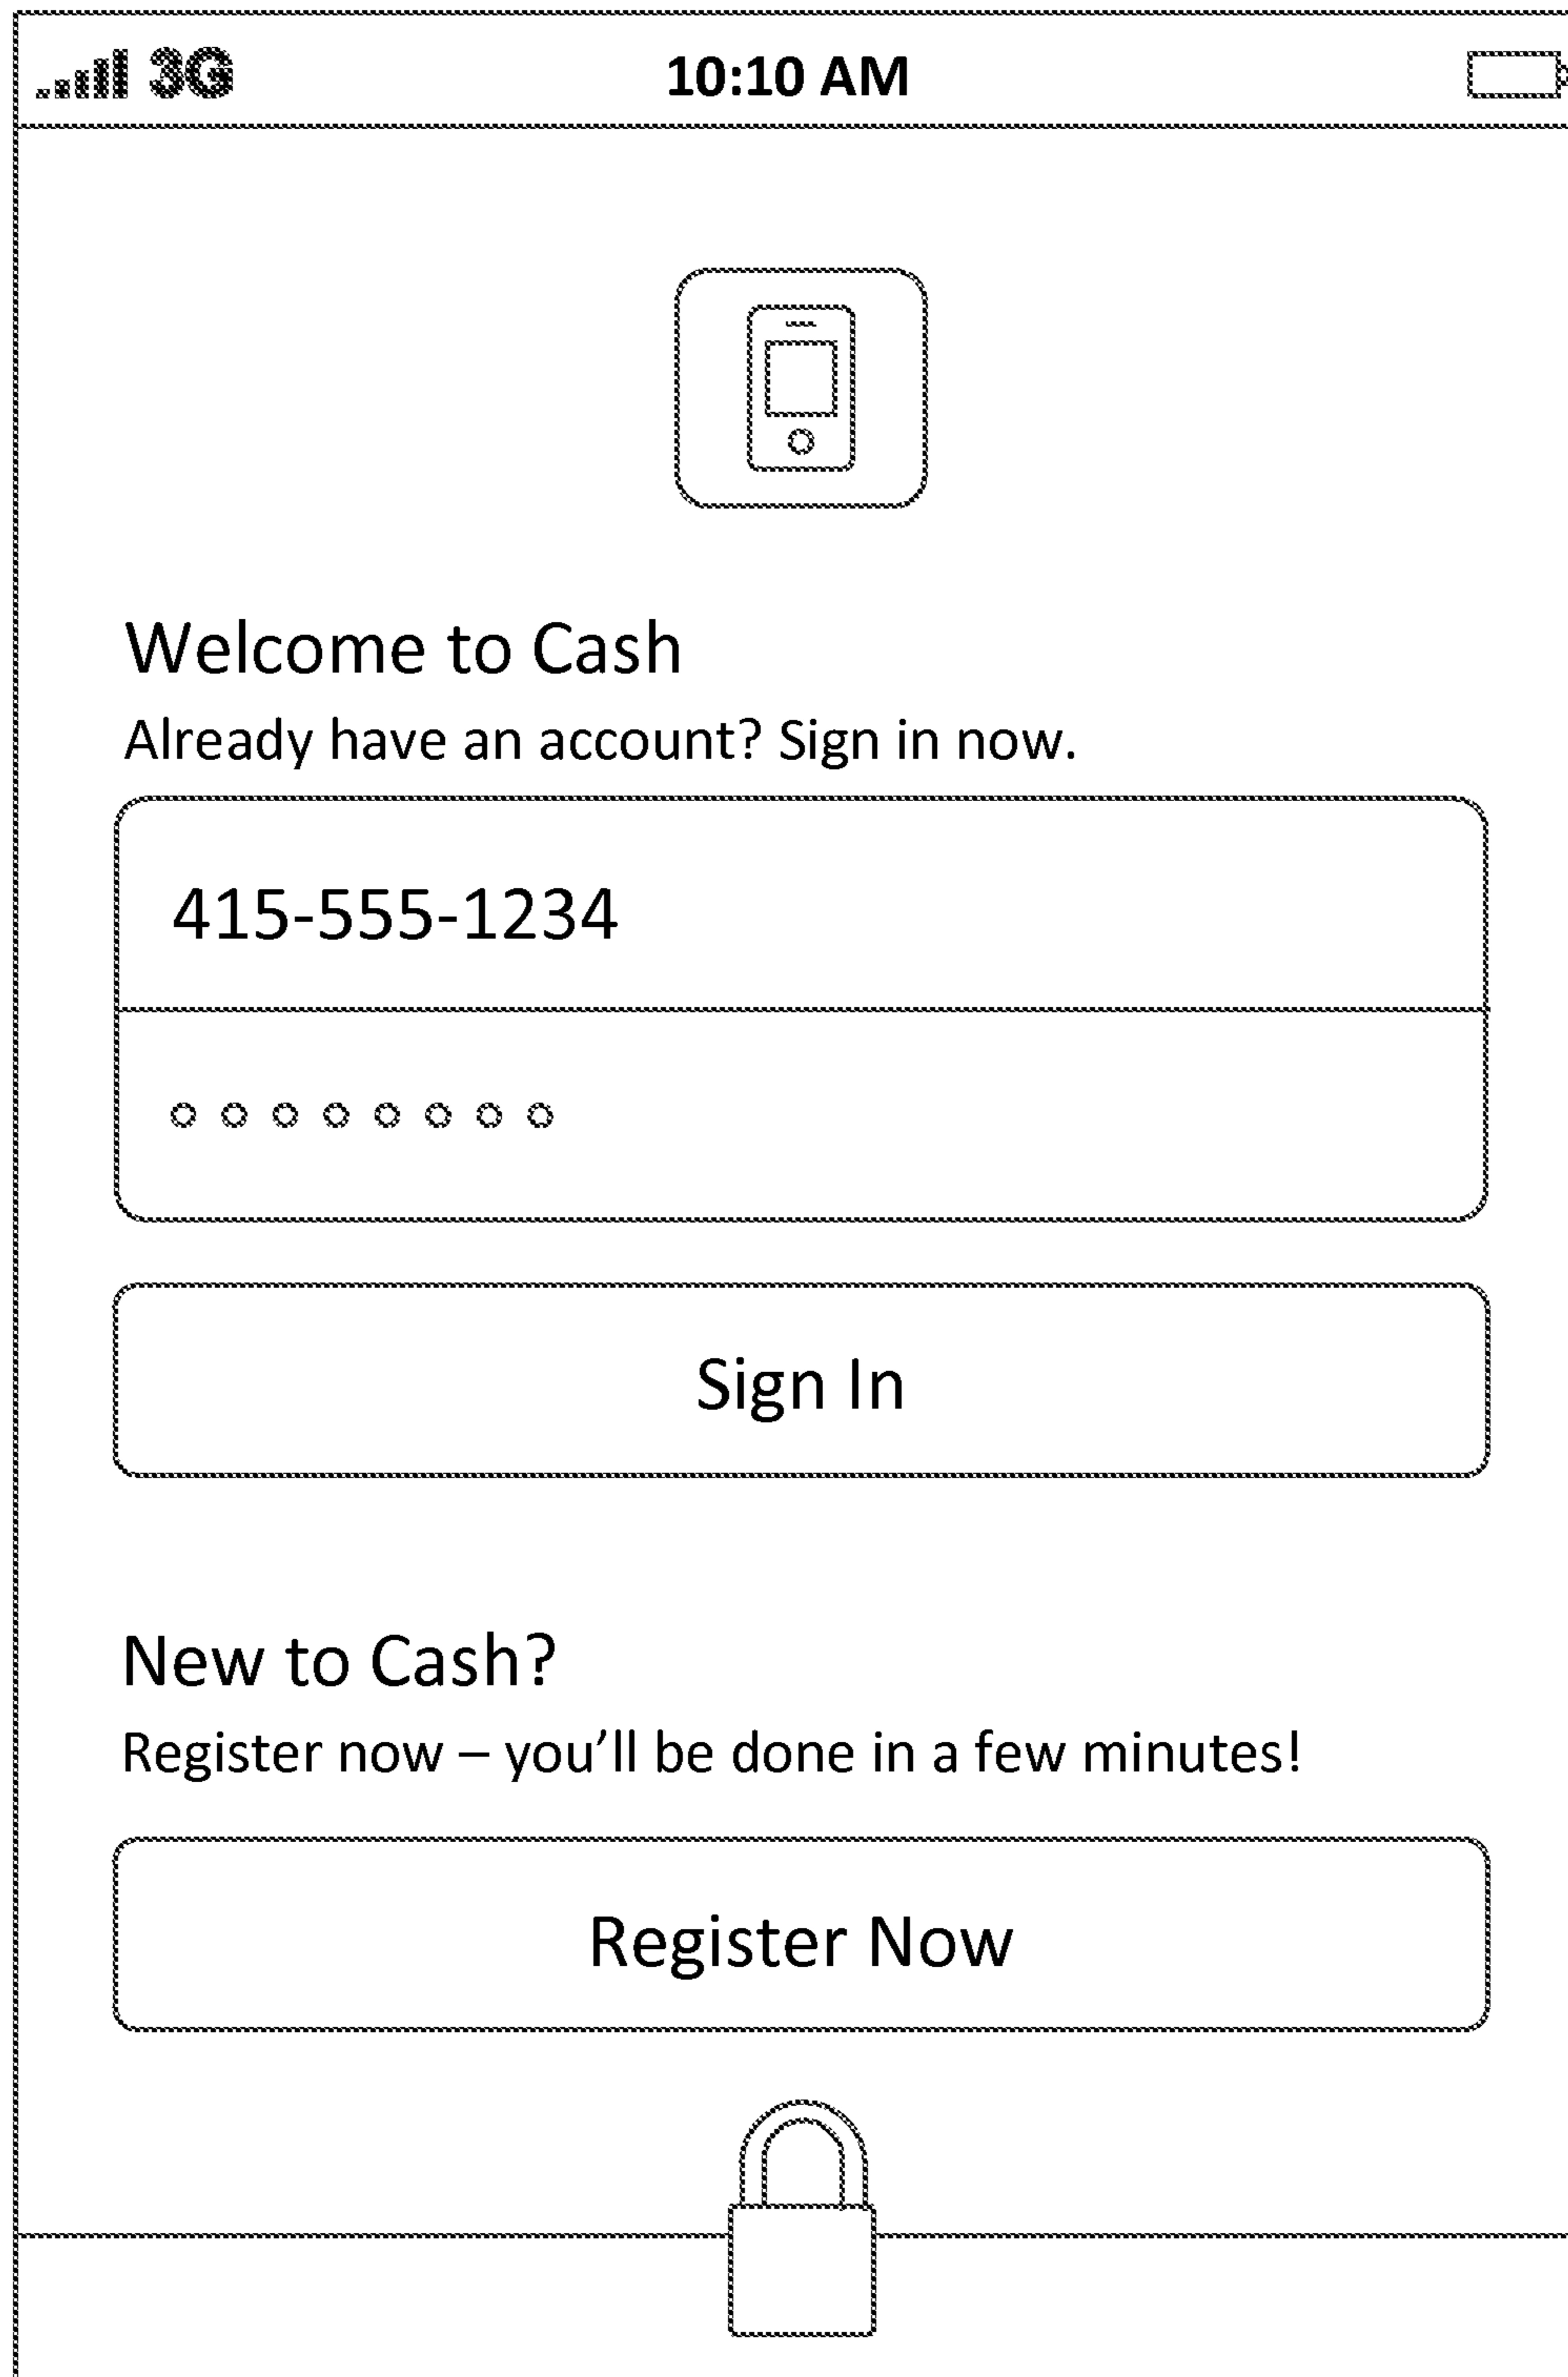 3G
10:10 AM
Welcome to Cash
Already have an account? Sign in now.
415-555-1234
Sign In
New to Cash?
Register now – you’ll be done in a few minutes!
Register Now